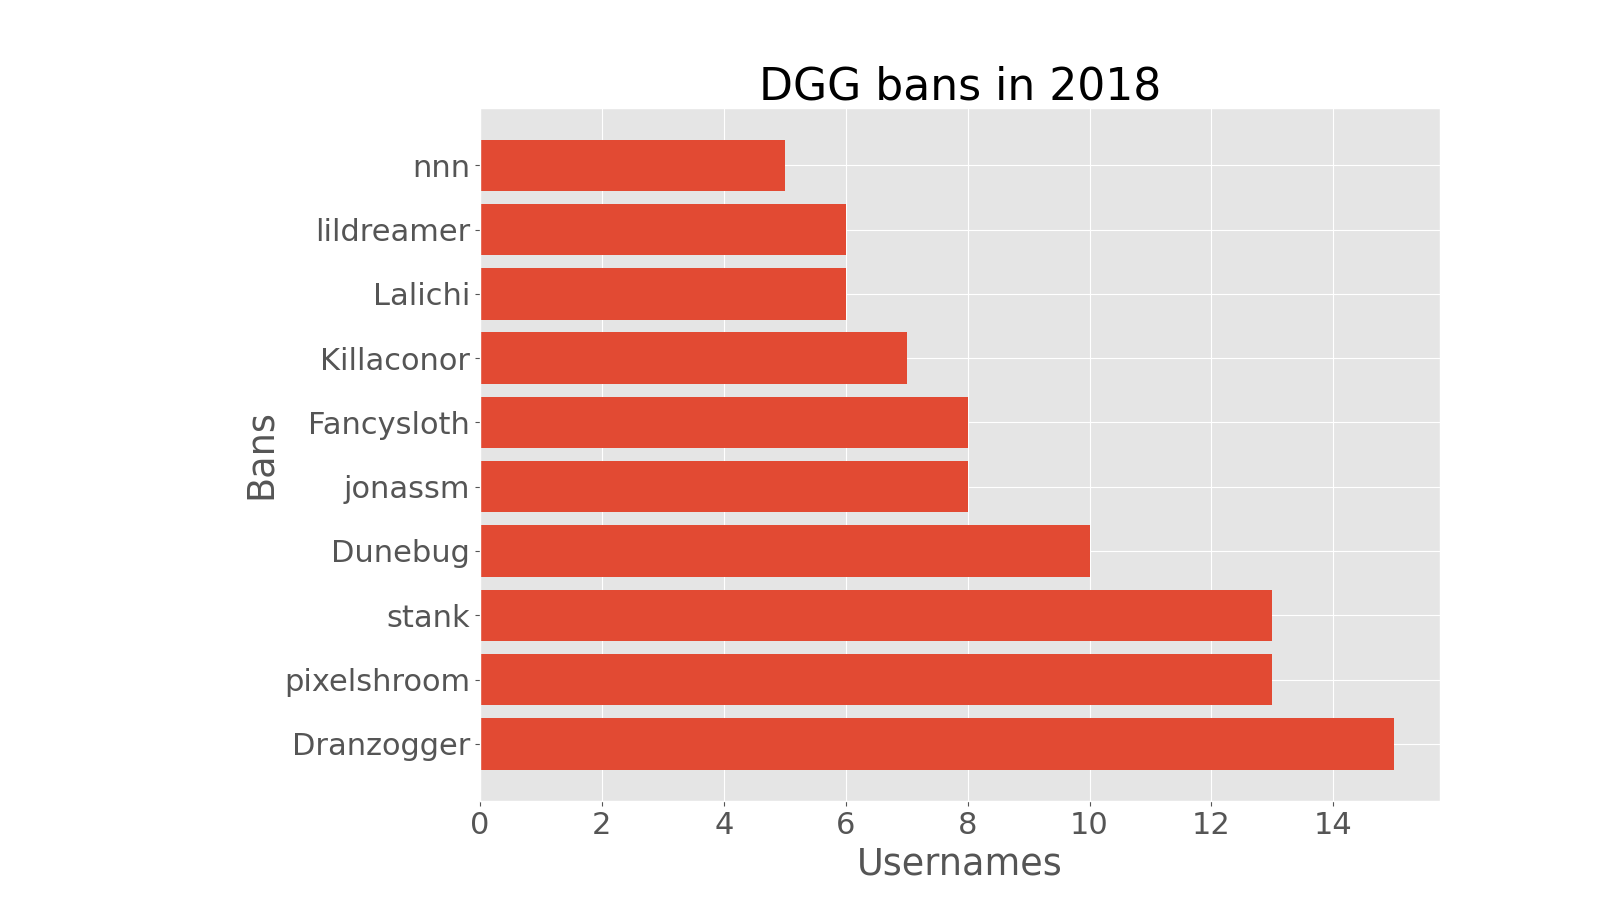 DGG bans in 2018
nnn
lildreamer
Lalichi
Killaconor
Fancysloth
jonassm
Dunebug
stank
pixelshroom
Dranzogger
Bans
0 2 4 6 8 10 12 14
Usernames